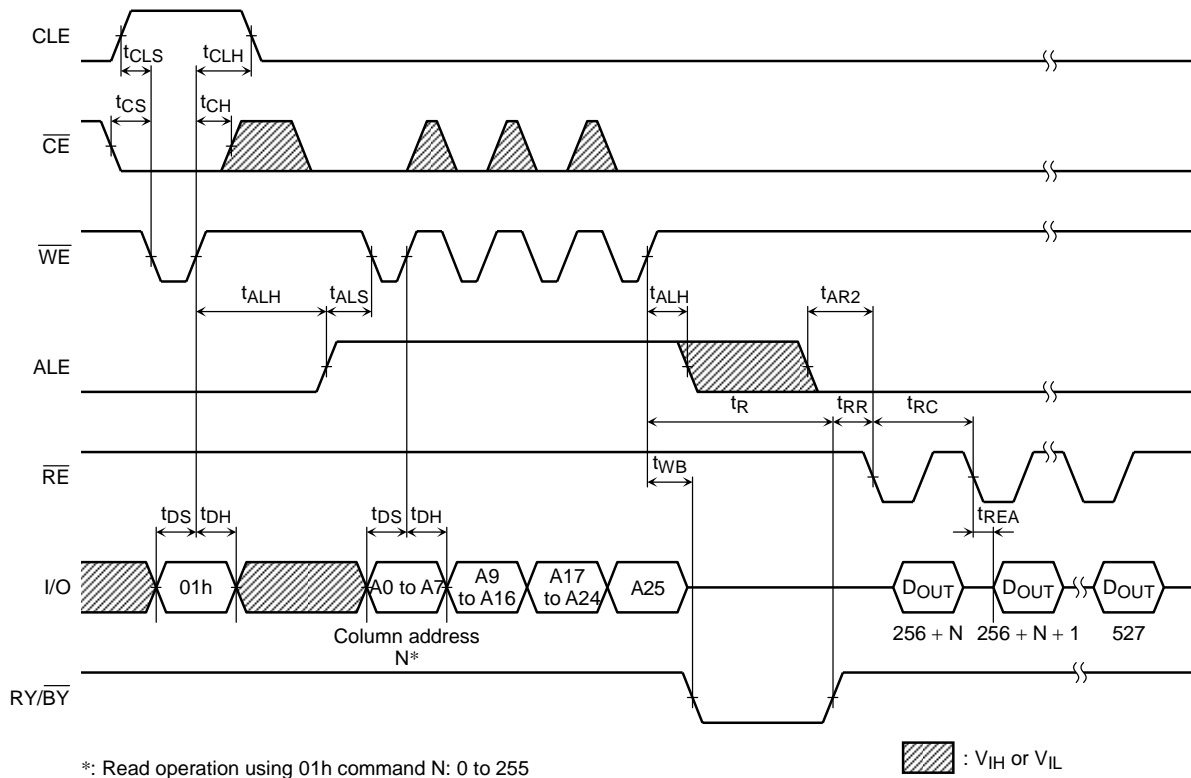 CLE
tCLS
tCLH
tCS
tCH
CE
WE
tALH
tALS
tALH
tAR2
ALE
tR
tRR
tRC
tWB
RE
tDS
tDH
tDS
tDH
tREA
I/O
01h
A0 to A7
A9
to A16
A17
to A24
A25
DOUT
DOUT
DOUT
256 + N
256 + N + 1
527
Column address
N*
RY/BY
*: Read operation using 01h command N: 0 to 255
: VIH or VIL